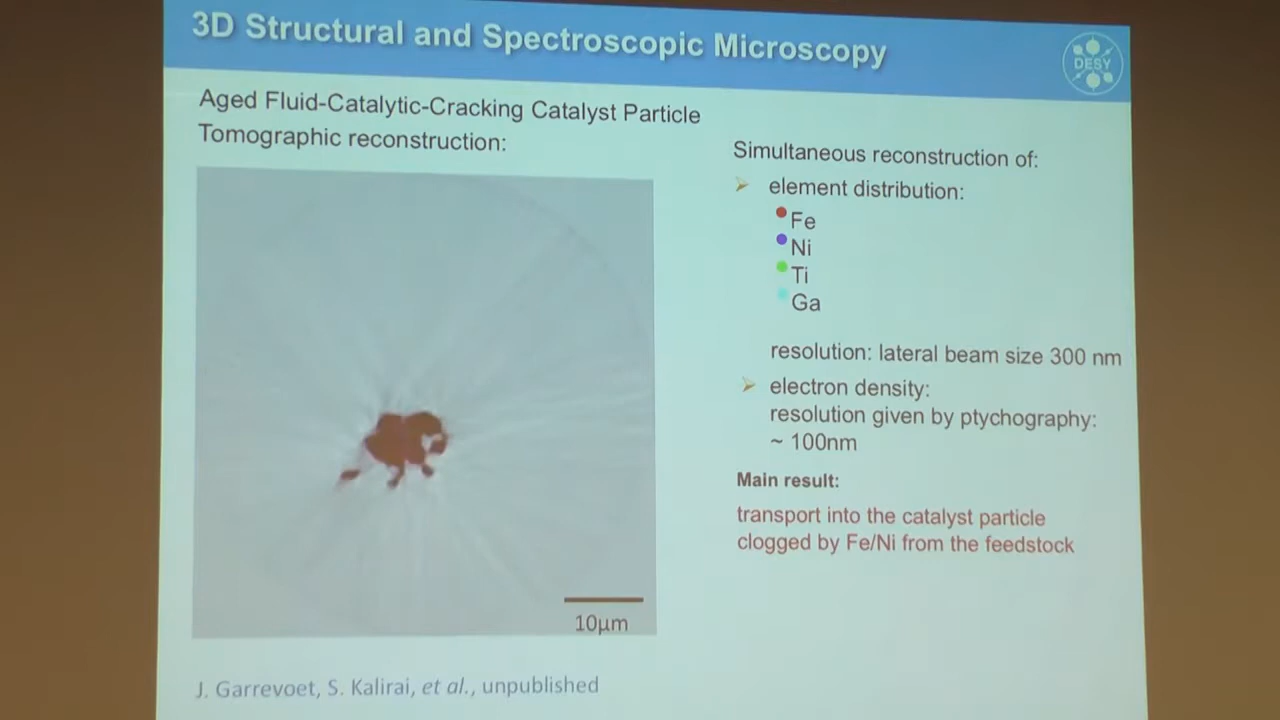 3D Structural and Spectroscopic Microscopy
DESY
Aged Fluid-Catalytic-Cracking Catalyst Particle
Tomographic reconstruction:
10µm
J. Garrevoet, S. Kalirai, et al., unpublished
Simultaneous reconstruction of:
element distribution:
Fe
Ni
Ti
Ga
resolution: lateral beam size 300 nm
electron density:
resolution given by ptychography:
~ 100nm
Main result:
transport into the catalyst particle
clogged by Fe/Ni from the feedstock